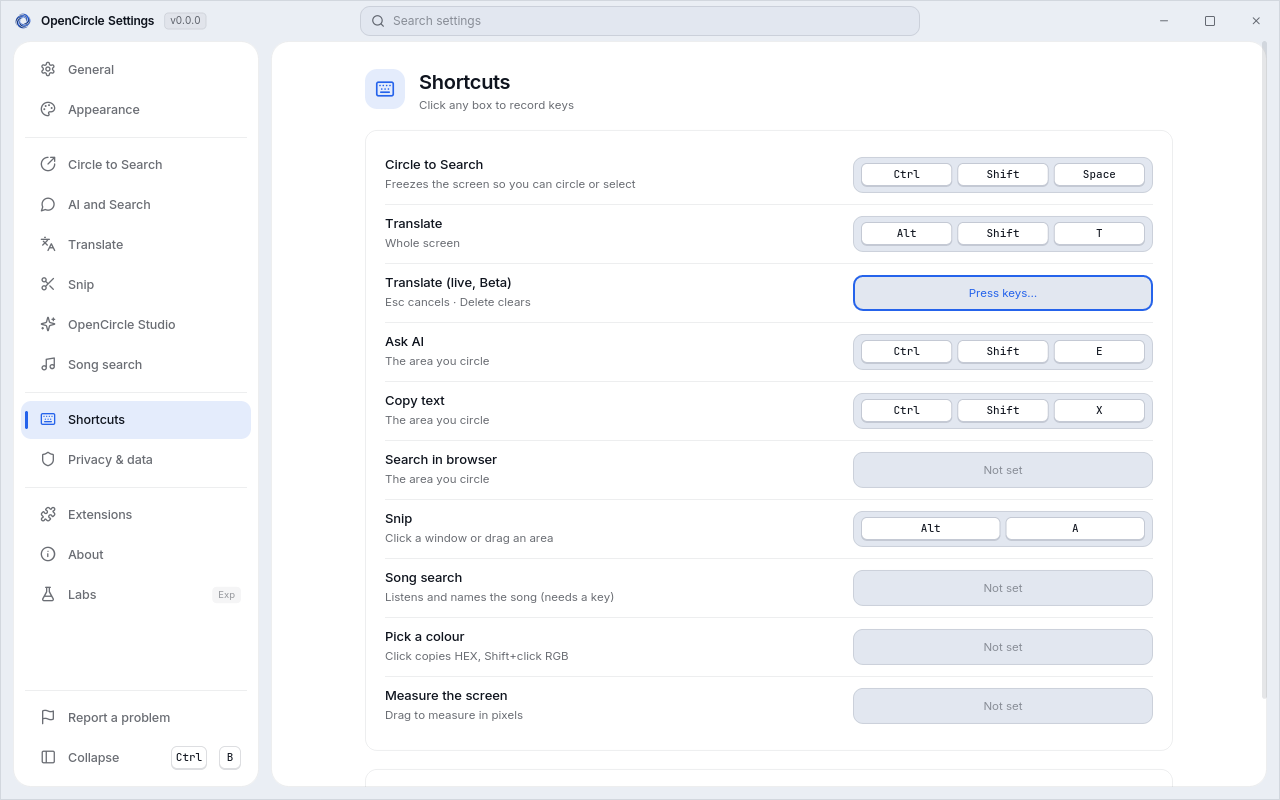 OpenCircle Settings v0.0.0
Search settings
General
Appearance
Circle to Search
AI and Search
Translate
Snip
OpenCircle Studio
Song search
Shortcuts
Privacy & data
Extensions
About
Labs Exp
Report a problem
Collapse Ctrl B
Shortcuts
Click any box to record keys
Circle to Search
Freezes the screen so you can circle or select
Ctrl Shift Space
Translate
Whole screen
Alt Shift T
Translate (live, Beta)
Esc cancels · Delete clears
Press keys...
Ask AI
The area you circle
Ctrl Shift E
Copy text
The area you circle
Ctrl Shift X
Search in browser
The area you circle
Not set
Snip
Click a window or drag an area
Alt A
Song search
Listens and names the song (needs a key)
Not set
Pick a colour
Click copies HEX, Shift+click RGB
Not set
Measure the screen
Drag to measure in pixels
Not set